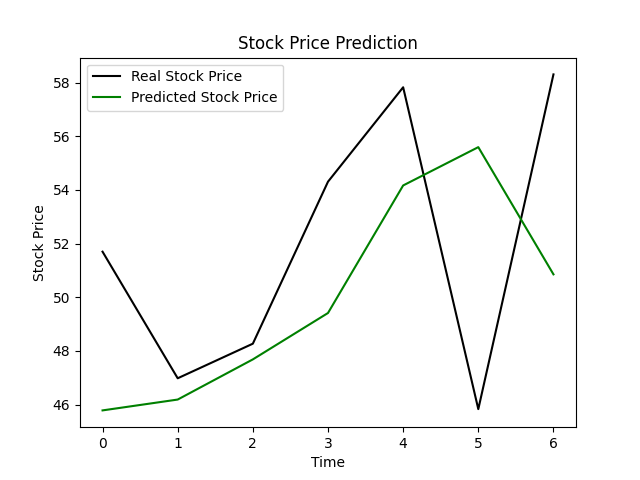 Stock Price Prediction
Real Stock Price
Predicted Stock Price
58
56
54
52
50
48
46
Stock Price
0 1 2 3 4 5 6
Time